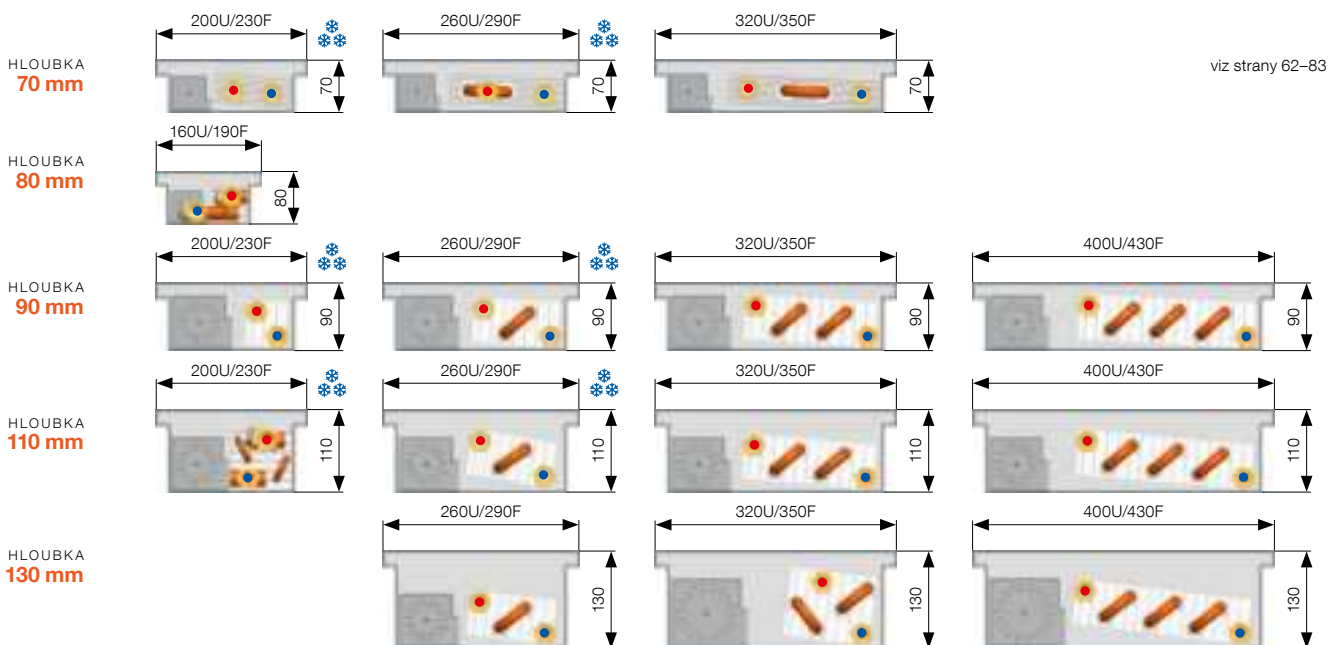 200U/230F 260U/290F 320U/350F
HLOUBKA
70 mm
70 70 70
viz strany 62–83
160U/190F
HLOUBKA
80 mm
80
200U/230F 260U/290F 320U/350F 400U/430F
HLOUBKA
90 mm
90 90 90 90
200U/230F 260U/290F 320U/350F 400U/430F
HLOUBKA
110 mm
110 110 110 110
260U/290F 320U/350F 400U/430F
HLOUBKA
130 mm
130 130 130